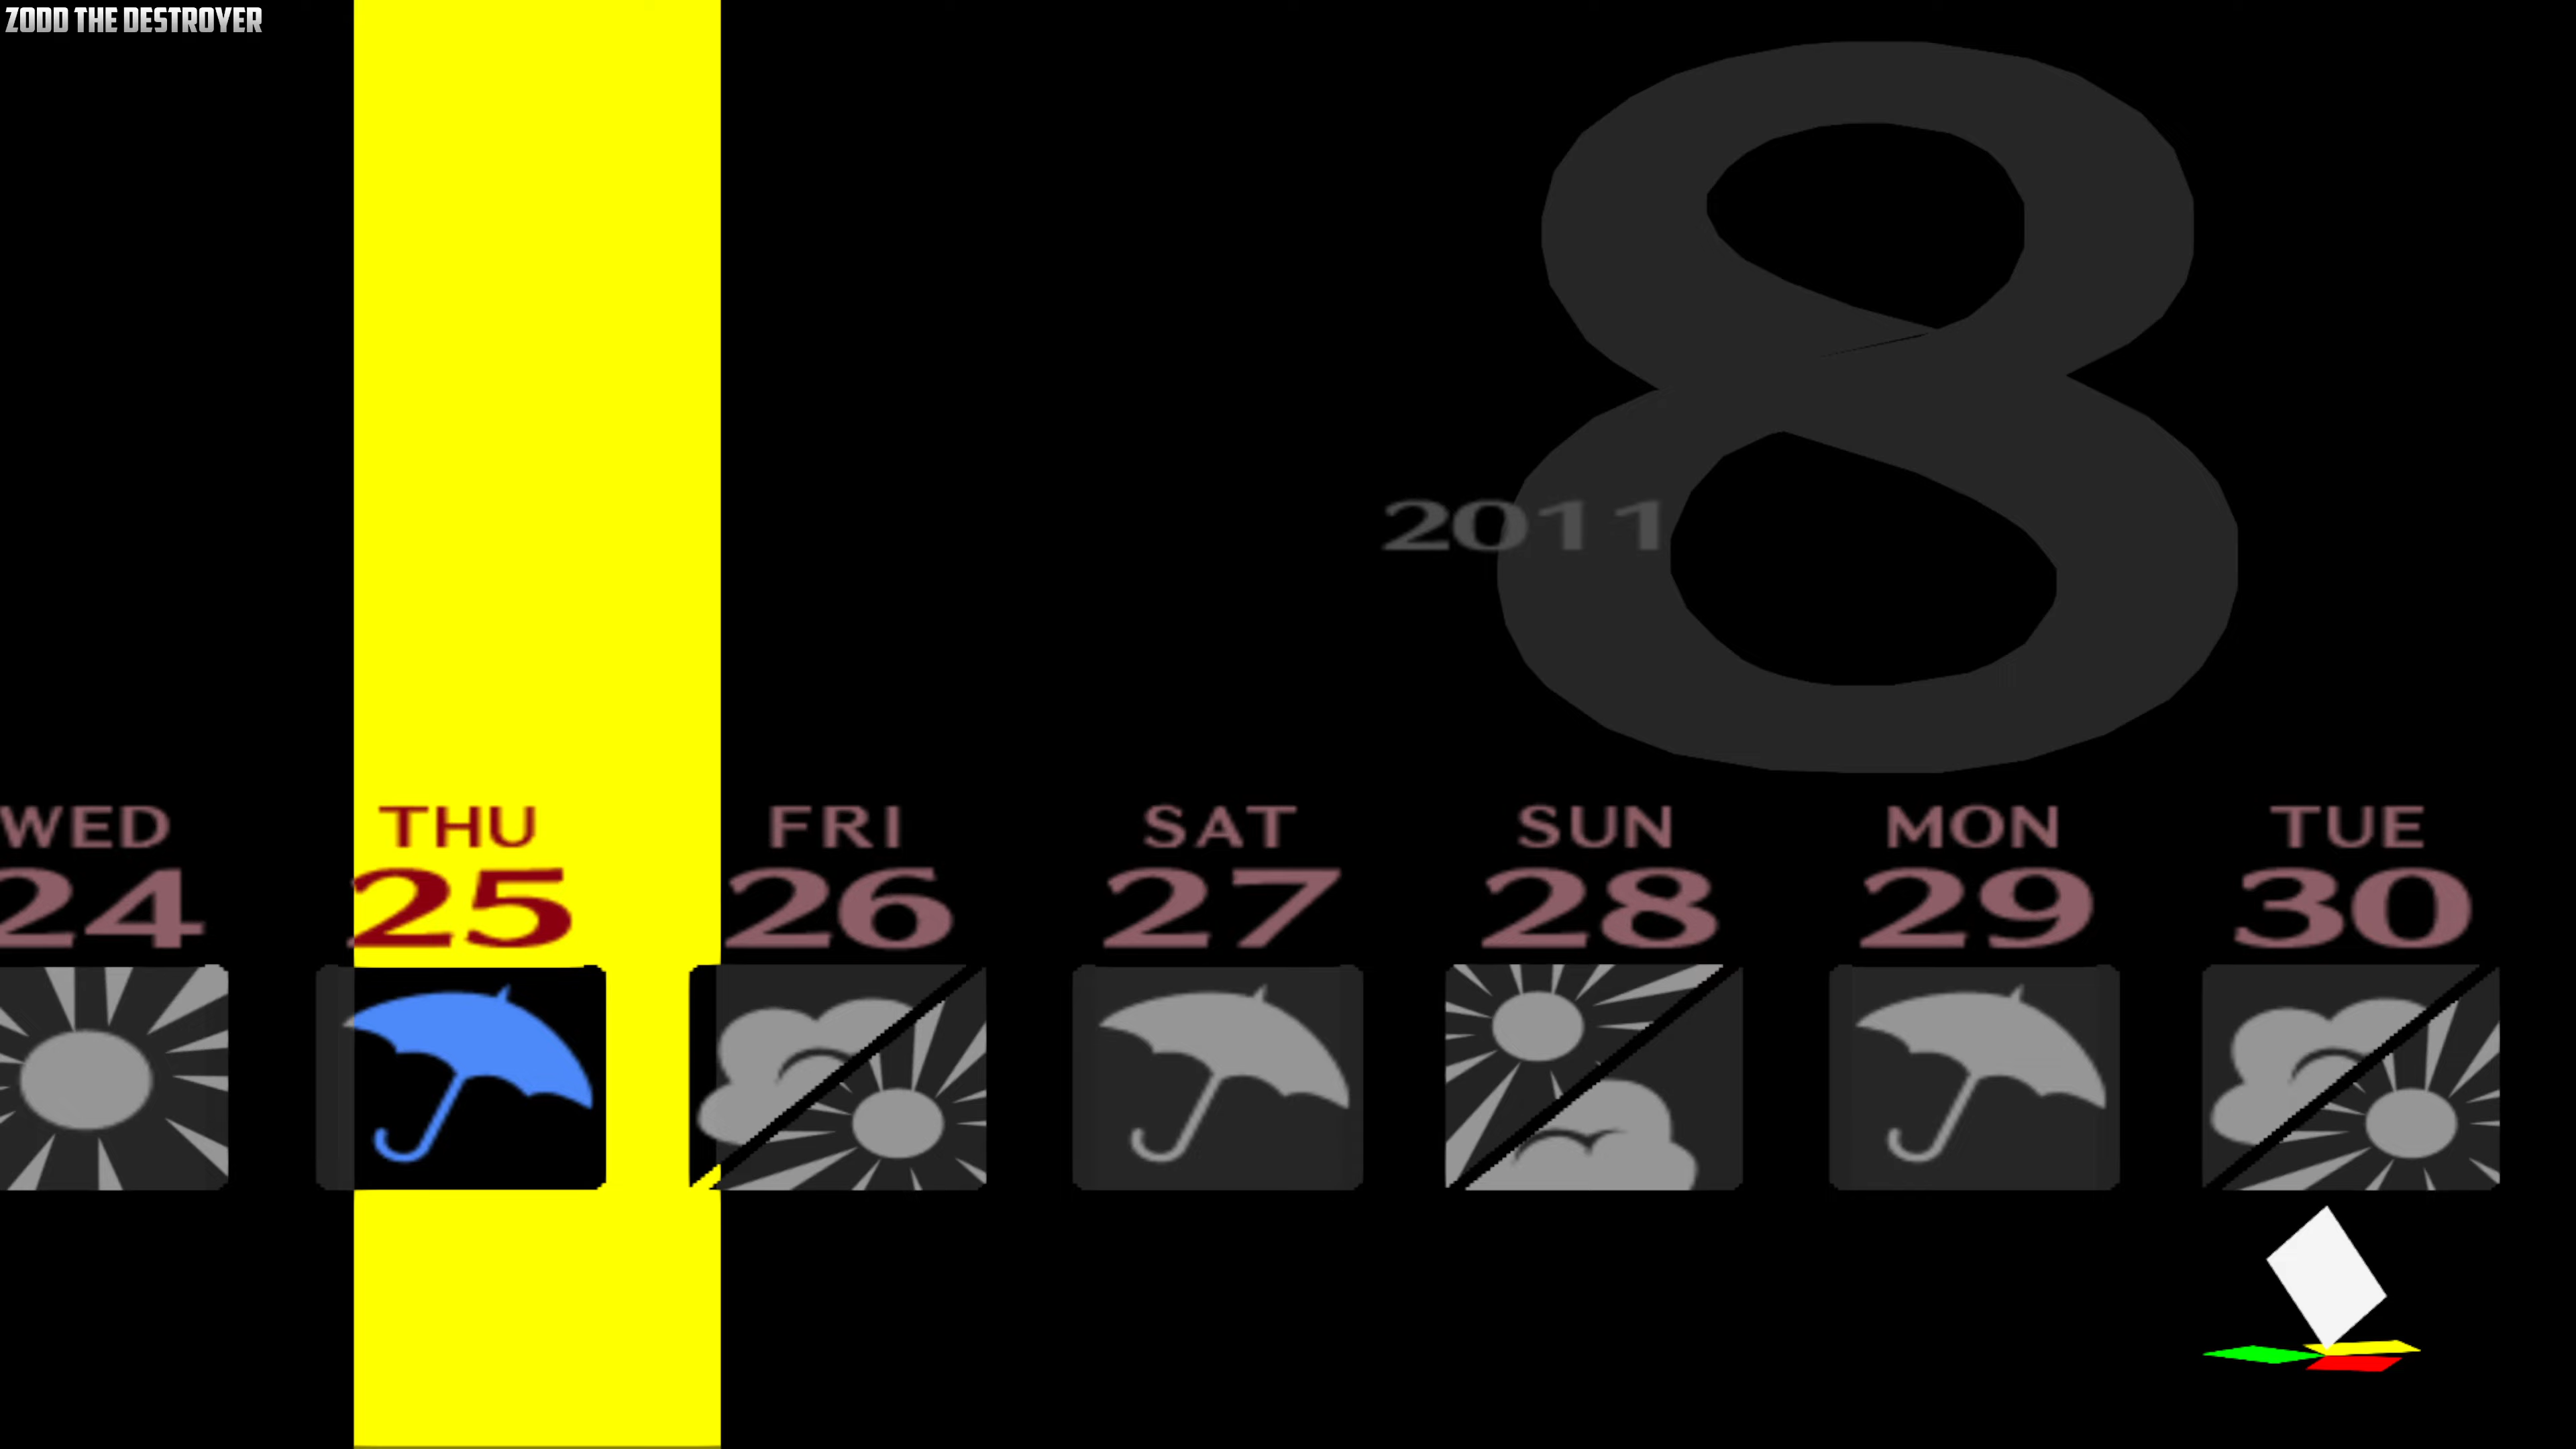 ZODD THE DESTROYER
8
2011
WED THU FRI SAT SUN MON TUE
24 25 26 27 28 29 30